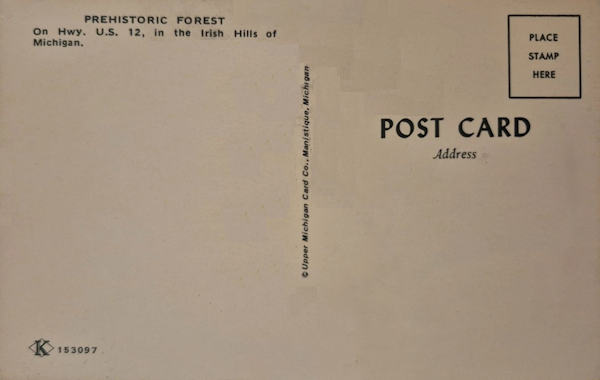 PREHISTORIC FOREST
On Hwy. U.S. 12, in the Irish Hills of
Michigan.
© Upper Michigan Card Co., Manistique, Michigan
PLACE
STAMP
HERE
POST CARD
Address
K 153097